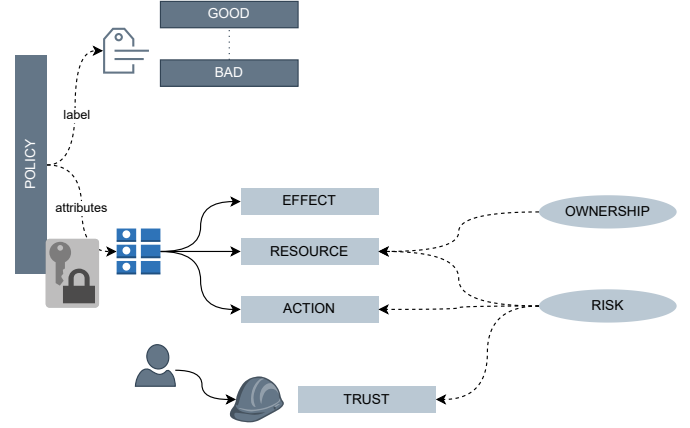 GOOD
BAD
label
POLICY
attributes
EFFECT
RESOURCE
ACTION
OWNERSHIP
RISK
TRUST